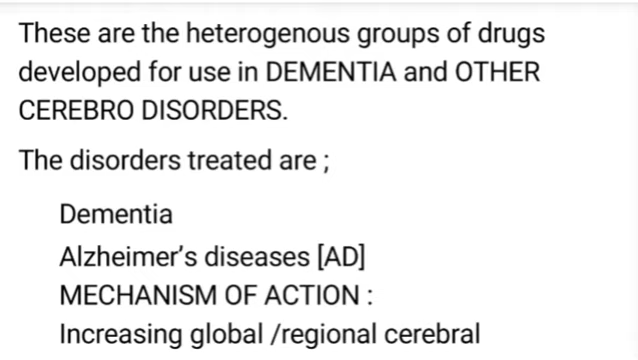 These are the heterogenous groups of drugs
developed for use in DEMENTIA and OTHER
CEREBRO DISORDERS.
The disorders treated are ;
Dementia
Alzheimer's diseases [AD]
MECHANISM OF ACTION :
Increasing global /regional cerebral